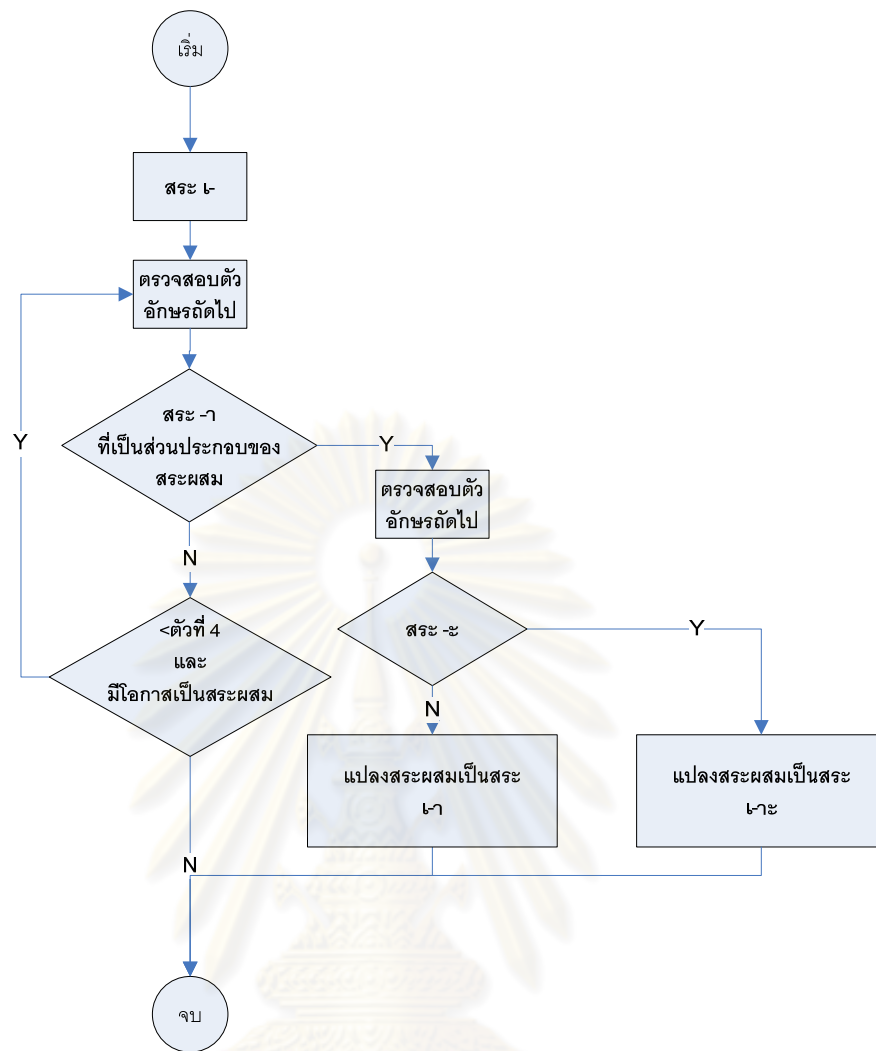 เริ่ม
สระ เ-
ตรวจสอบตัว
อักษรถัดไป
สระ -า
ที่เป็นส่วนประกอบของ
สระผสม
Y
Y
ตรวจสอบตัว
อักษรถัดไป
N
<ตัวที่ 4
และ
มีโอกาสเป็นสระผสม
สระ -ะ
Y
N
แปลงสระผสมเป็นสระ
เ-า
แปลงสระผสมเป็นสระ
เ-าะ
N
จบ